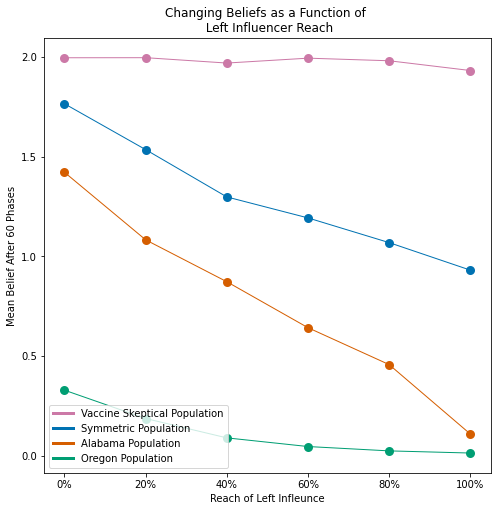 Changing Beliefs as a Function of
Left Influencer Reach
Mean Belief After 60 Phases
2.0
1.5
1.0
0.5
0.0
Vaccine Skeptical Population
Symmetric Population
Alabama Population
Oregon Population
0% 20% 40% 60% 80% 100%
Reach of Left Infleunce